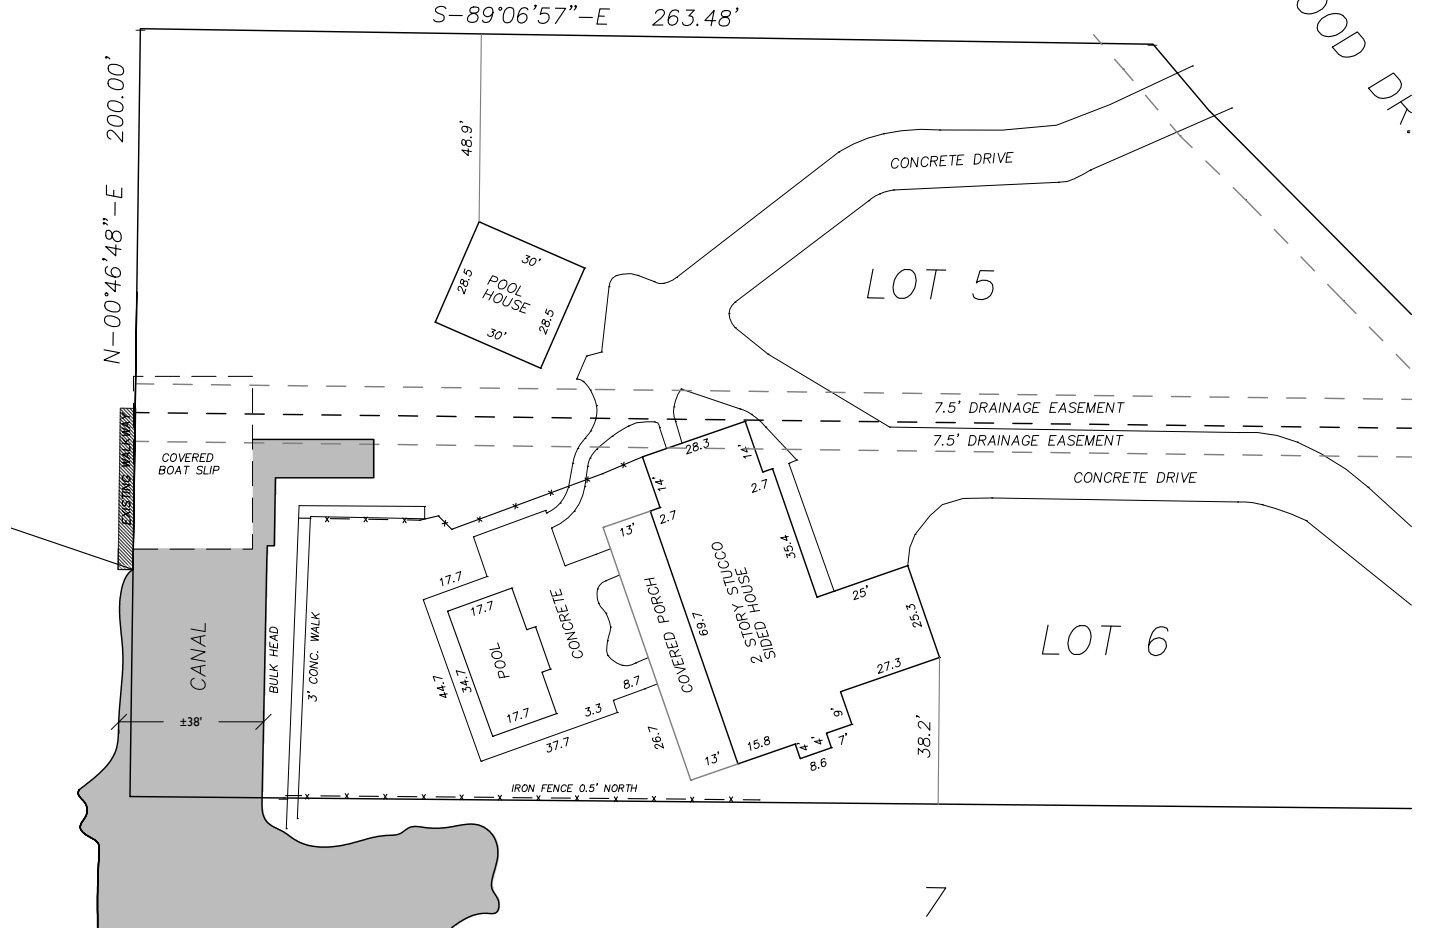 S-89°06'57"-E 263.48'
OOD DR.
N-00°46'48"-E 200.00'
48.9'
CONCRETE DRIVE
30'
28.5
POOL
HOUSE
28.5
30'
LOT 5
7.5' DRAINAGE EASEMENT
7.5' DRAINAGE EASEMENT
CONCRETE DRIVE
EXISTING WALKWAY
COVERED
BOAT SLIP
28.3
14'
14'
2.7
2.7
13'
35.4
17.7
17.7
CONCRETE
COVERED PORCH
69.7
2 STORY STUCCO
SIDED HOUSE
25'
25.3
27.3
LOT 6
CANAL
BULK HEAD
3' CONC. WALK
POOL
44.7
34.7
17.7
8.7
3.3
37.7
26.7
13'
15.8
4'
4'
8.6
7'
9'
38.2'
±38'
IRON FENCE 0.5' NORTH
7